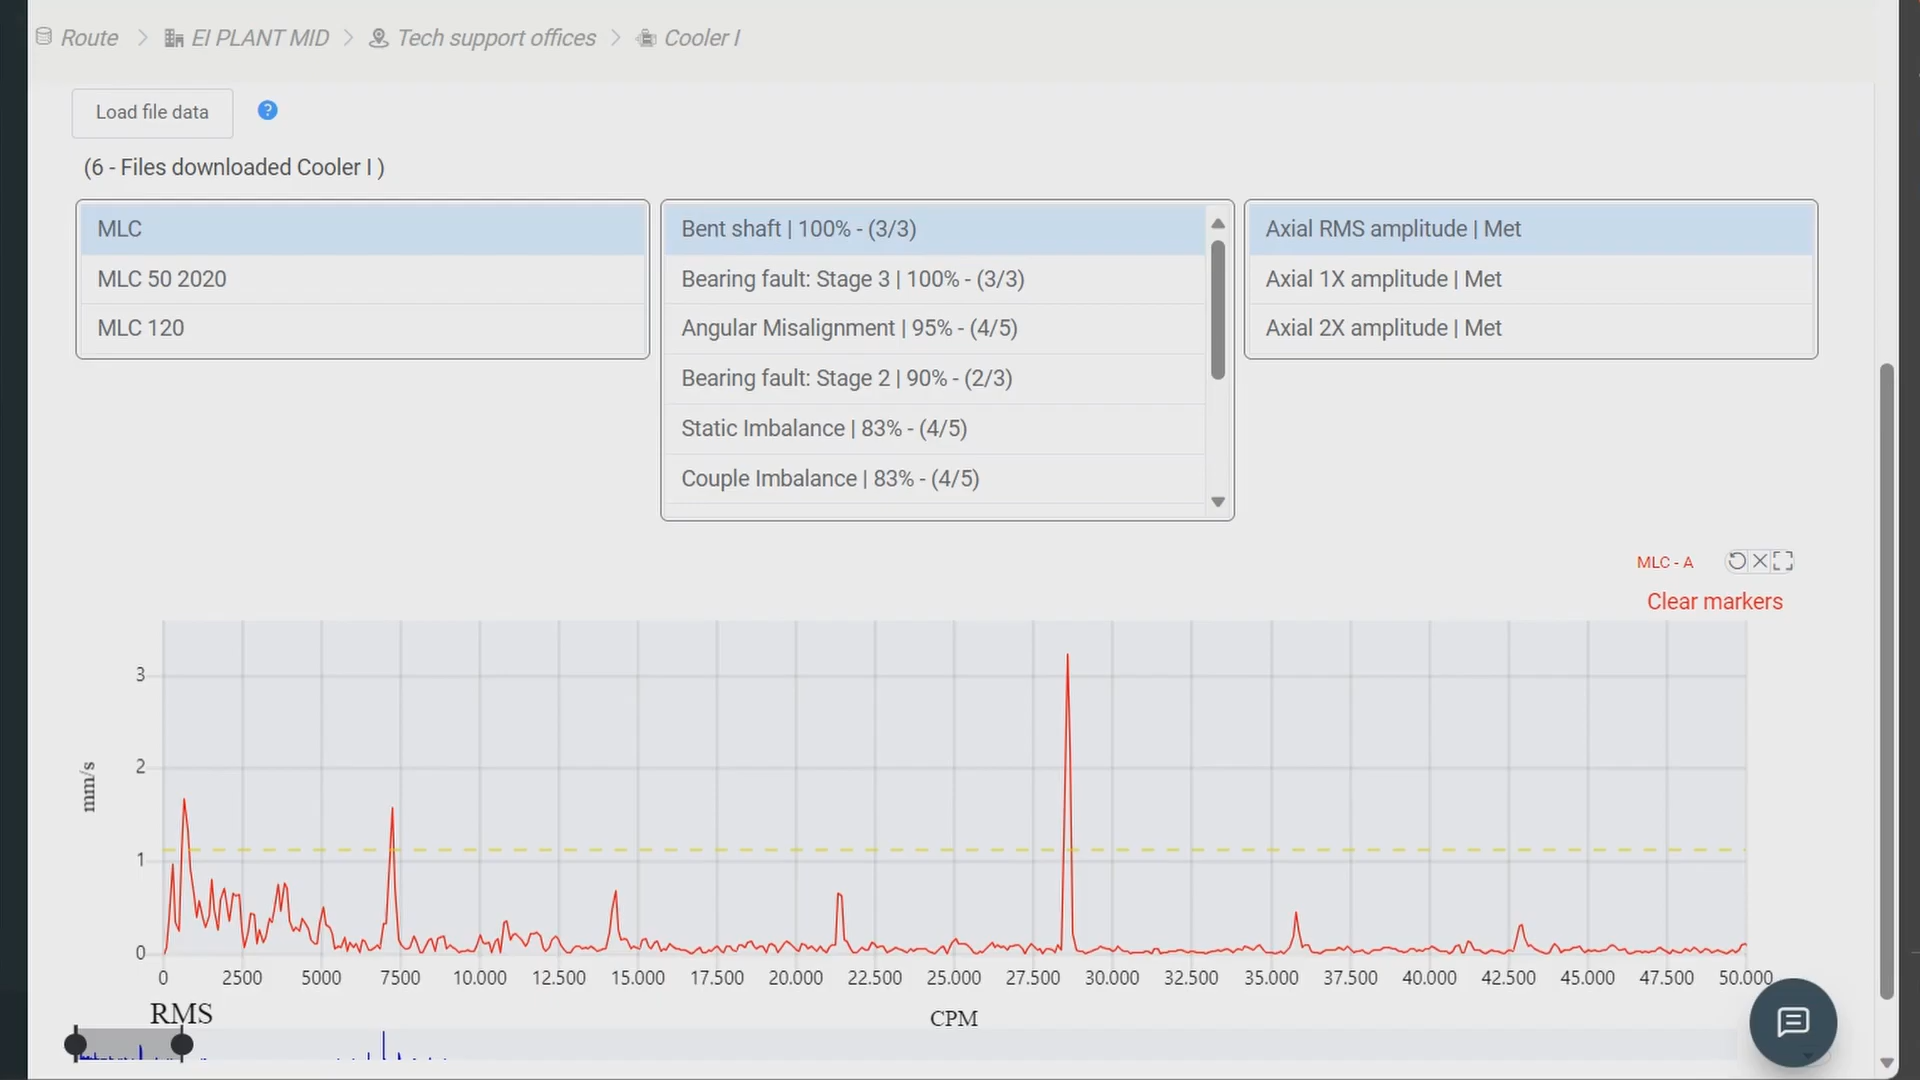 Route > EI PLANT MID > Tech support offices > Cooler I
Load file data ?
(6 - Files downloaded Cooler I )
MLC
MLC 50 2020
MLC 120
Bent shaft | 100% - (3/3)
Bearing fault: Stage 3 | 100% - (3/3)
Angular Misalignment | 95% - (4/5)
Bearing fault: Stage 2 | 90% - (2/3)
Static Imbalance | 83% - (4/5)
Couple Imbalance | 83% - (4/5)
Axial RMS amplitude | Met
Axial 1X amplitude | Met
Axial 2X amplitude | Met
MLC - A
Clear markers
3
2
1
0
mm/s
0 2500 5000 7500 10.000 12.500 15.000 17.500 20.000 22.500 25.000 27.500 30.000 32.500 35.000 37.500 40.000 42.500 45.000 47.500 50.000
RMS
CPM